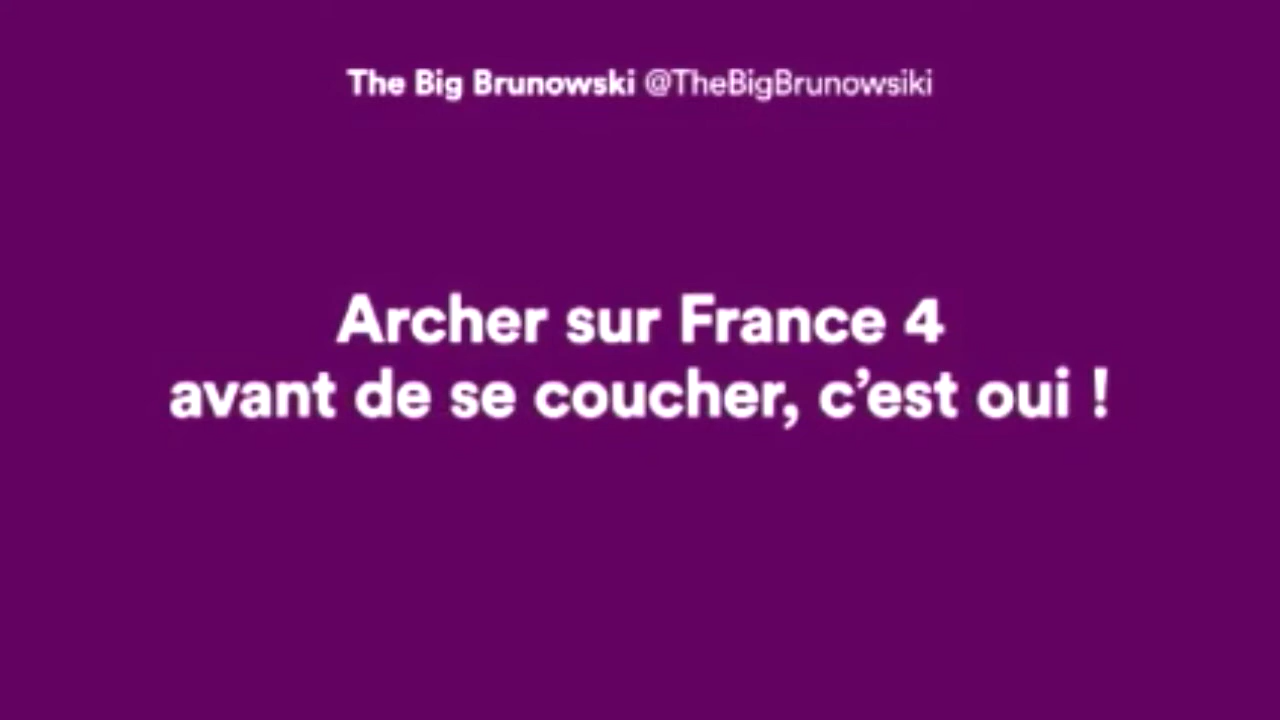 The Big Brunowski @TheBigBrunowsiki
Archer sur France 4
avant de se coucher, c’est oui !